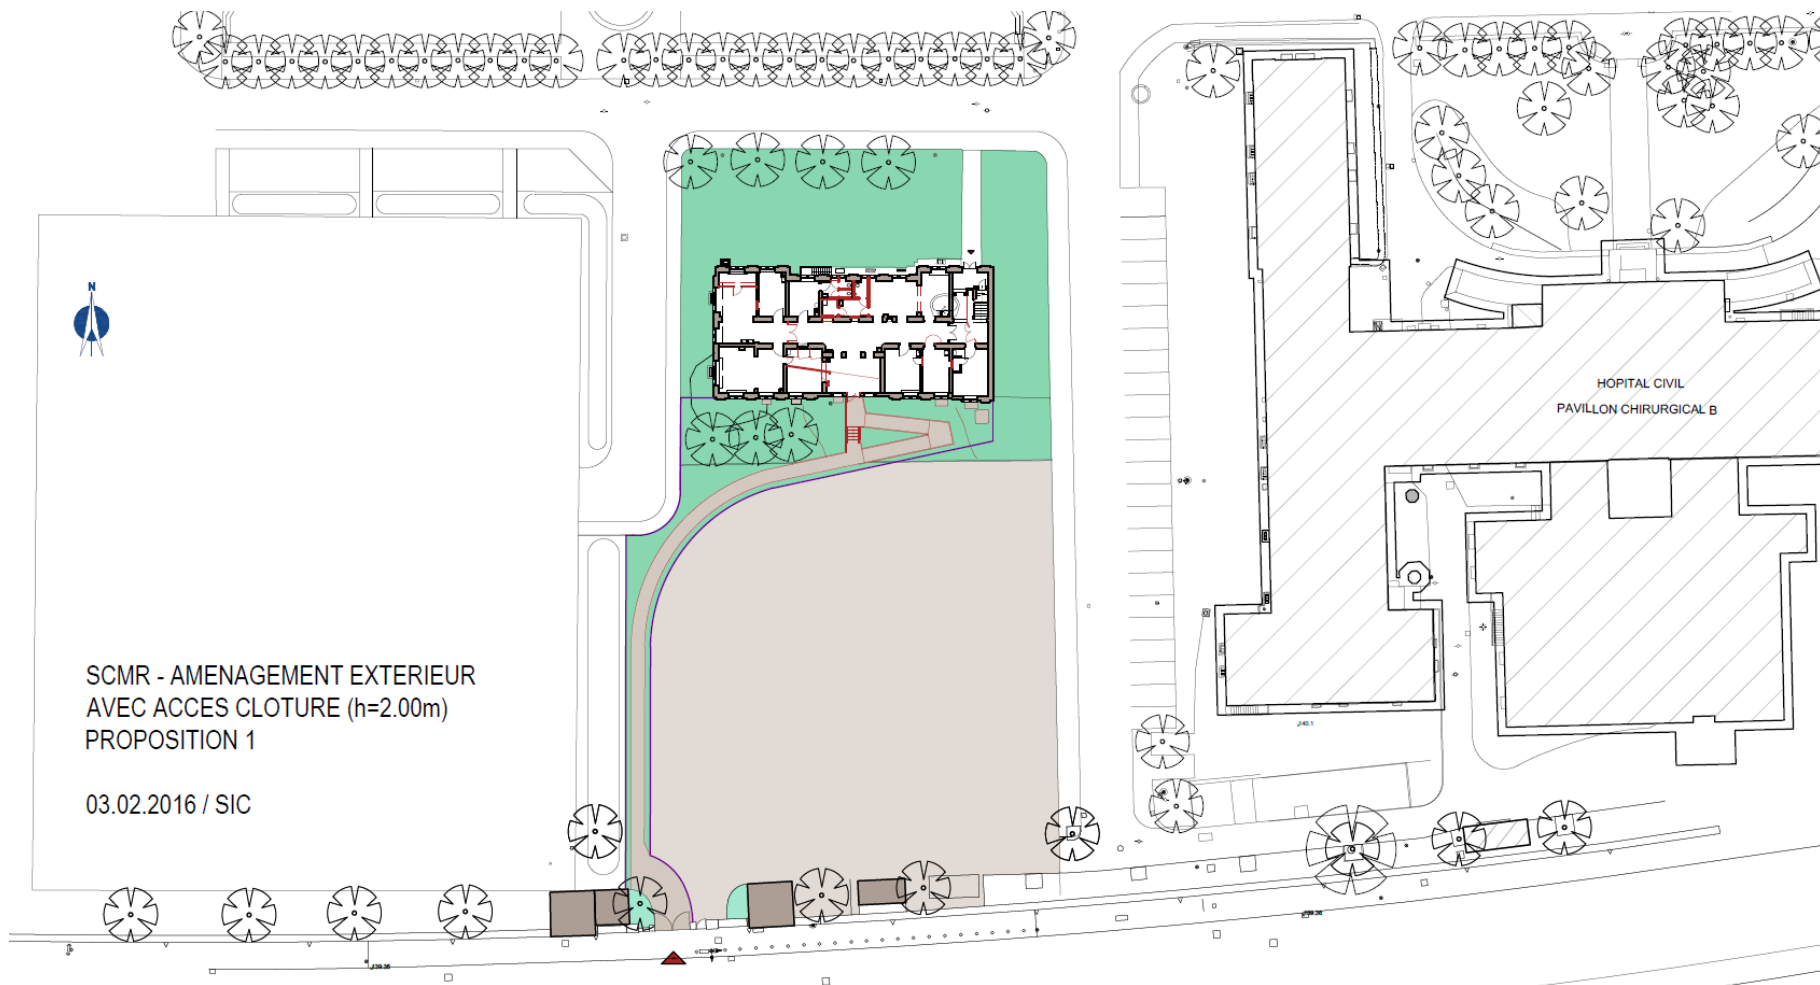 N
HOPITAL CIVIL
PAVILLON CHIRURGICAL B
SCMR - AMENAGEMENT EXTERIEUR
AVEC ACCES CLOTURE (h=2.00m)
PROPOSITION 1
03.02.2016 / SIC